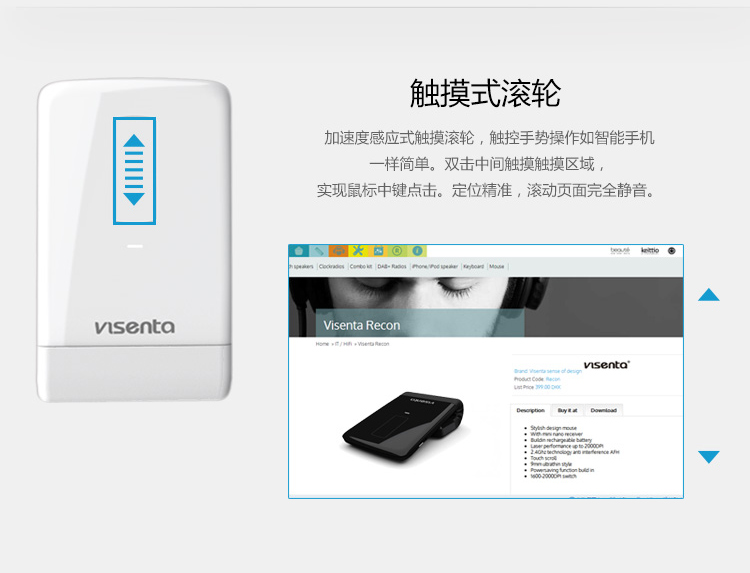 触摸式滚轮
加速度感应式触摸滚轮，触控手势操作如智能手机
一样简单。双击中间触摸触摸区域，
实现鼠标中键点击。定位精准，滚动页面完全静音。
visenta
beauté keittio
h speakers | Clockradios | Combo kit | DAB+ Radios | iPhone/iPod speaker | Keyboard | Mouse
Visenta Recon
Home » IT / HiFi » Visenta Recon
visenta
Brand: Visenta sense of design
Product Code: Recon
List Price 399.00 DKK
VISENTA
Description Buy it at Download
• Stylish design mouse
• With mini nano receiver
• Buildin rechargeable battery
• Laser performance up to 2000DPI
• 2.4Ghz technology anti interference AFH
• Touch scroll
• 9mm ultrathin style
• Powersaving function build in
• 1600-2000DPI switch